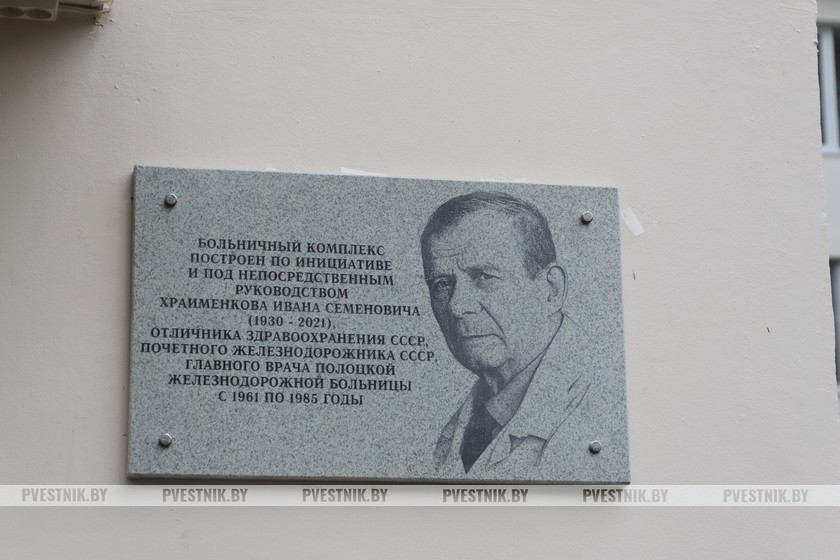 БОЛЬНИЧНЫЙ КОМПЛЕКС
ПОСТРОЕН ПО ИНИЦИАТИВЕ
И ПОД НЕПОСРЕДСТВЕННЫМ
РУКОВОДСТВОМ
ХРАИМЕНКОВА ИВАНА СЕМЕНОВИЧА
(1930 - 2021),
ОТЛИЧНИКА ЗДРАВООХРАНЕНИЯ СССР,
ПОЧЕТНОГО ЖЕЛЕЗНОДОРОЖНИКА СССР,
ГЛАВНОГО ВРАЧА ПОЛОЦКОЙ
ЖЕЛЕЗНОДОРОЖНОЙ БОЛЬНИЦЫ
С 1961 ПО 1985 ГОДЫ
PVESTNIK.BY PVESTNIK.BY PVESTNIK.BY PVESTNIK.BY PVESTNIK.BY PVESTNIK.BY